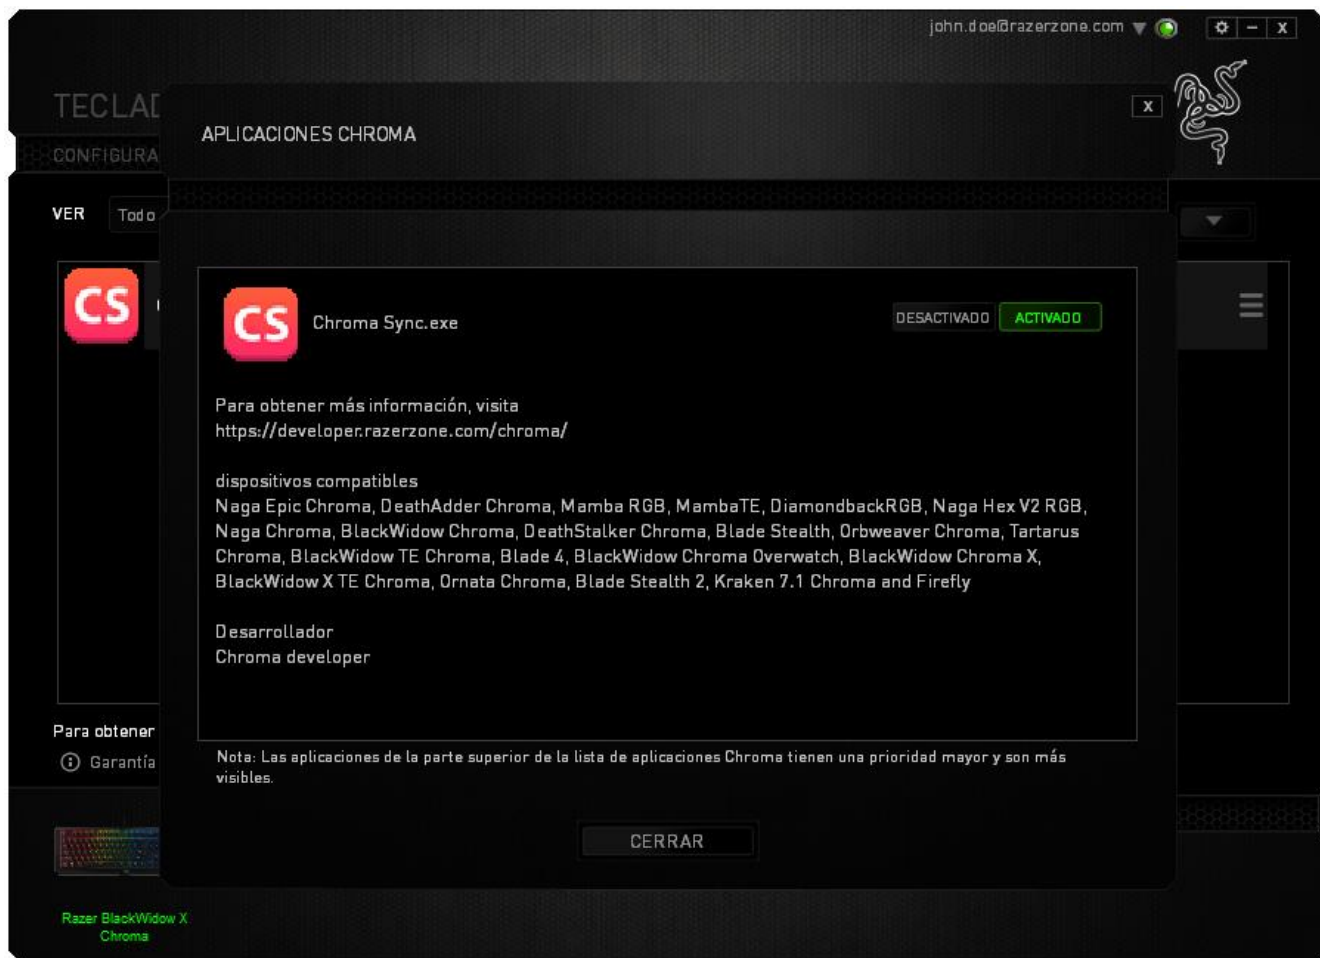 john.doe@razerzone.com
X
TECLAD
X
APLICACIONES CHROMA
CONFIGURA
VER Todo
CS
CS
Chroma Sync.exe
DESACTIVADO ACTIVADO
Para obtener más información, visita
https://developer.razerzone.com/chroma/
dispositivos compatibles
Naga Epic Chroma, DeathAdder Chroma, Mamba RGB, MambaTE, DiamondbackRGB, Naga Hex V2 RGB,
Naga Chroma, BlackWidow Chroma, DeathStalker Chroma, Blade Stealth, Orbweaver Chroma, Tartarus
Chroma, BlackWidow TE Chroma, Blade 4, BlackWidow Chroma Overwatch, BlackWidow Chroma X,
BlackWidow X TE Chroma, Ornata Chroma, Blade Stealth 2, Kraken 7.1 Chroma and Firefly
Desarrollador
Chroma developer
Para obtener
Garantía
Nota: Las aplicaciones de la parte superior de la lista de aplicaciones Chroma tienen una prioridad mayor y son más
visibles.
CERRAR
Razer BlackWidow X
Chroma